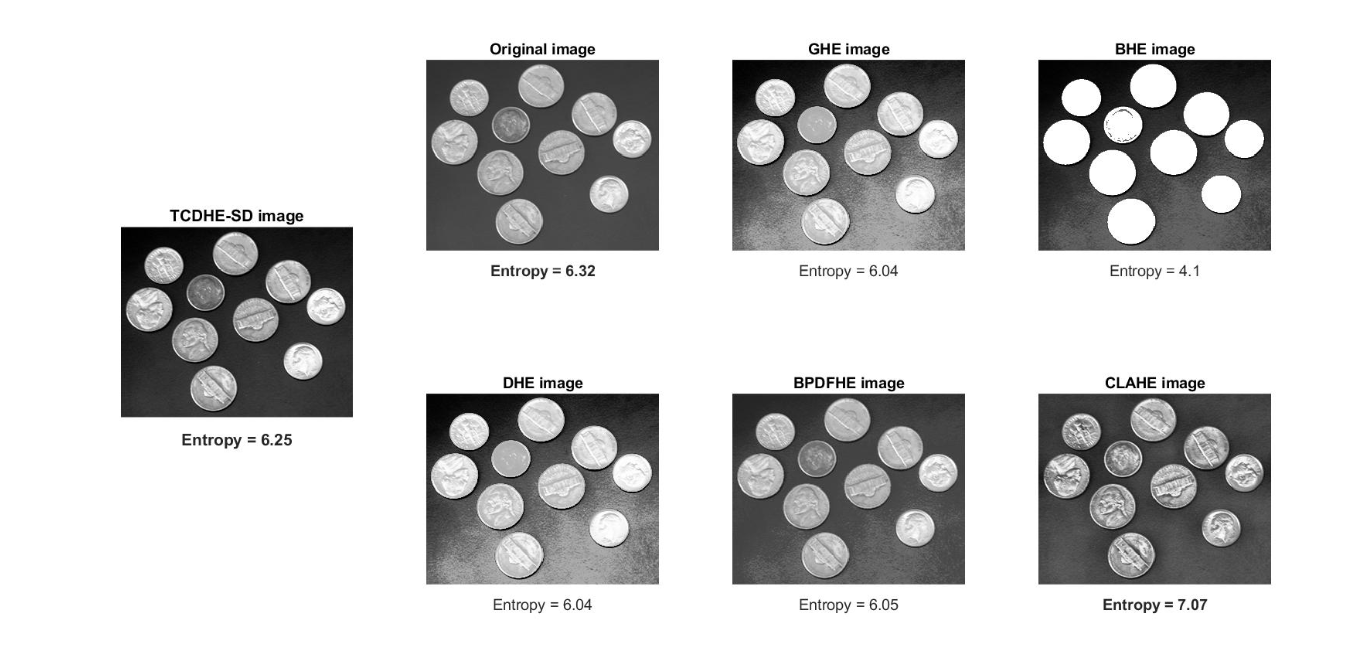 Original image
GHE image
BHE image
Entropy = 6.32
Entropy = 6.04
Entropy = 4.1
TCDHE-SD image
Entropy = 6.25
DHE image
BPDFHE image
CLAHE image
Entropy = 6.04
Entropy = 6.05
Entropy = 7.07